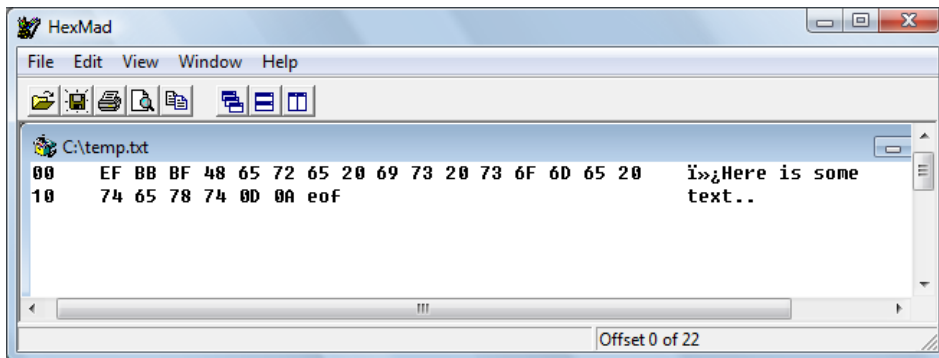 HexMad
File Edit View Window Help
C:\temp.txt
00 EF BB BF 48 65 72 65 20 69 73 20 73 6F 6D 65 20 ï»¿Here is some
10 74 65 78 74 0D 0A eof text..
Offset 0 of 22